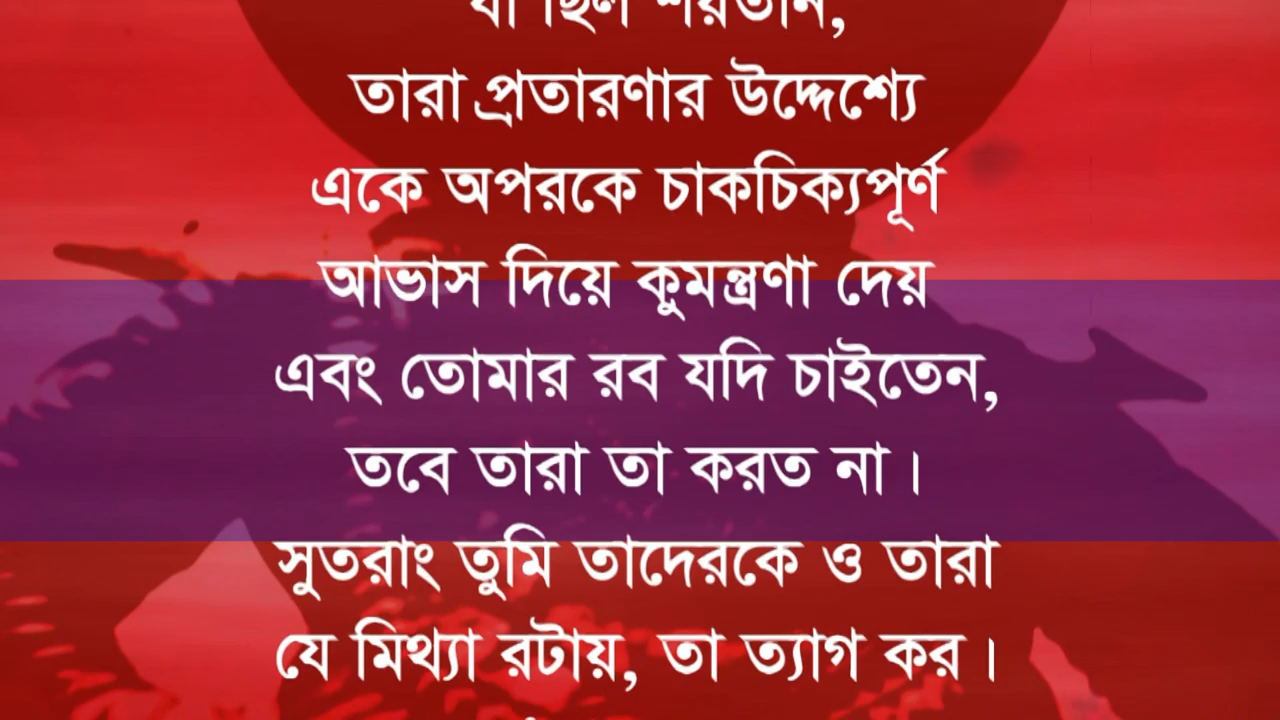 যা ছিল শয়তান,
তারা প্রতারণার উদ্দেশ্যে
একে অপরকে চাকচিক্যপূর্ণ
আভাস দিয়ে কুমন্ত্রণা দেয়
এবং তোমার রব যদি চাইতেন,
তবে তারা তা করত না।
সুতরাং তুমি তাদেরকে ও তারা
যে মিথ্যা রটায়, তা ত্যাগ কর।